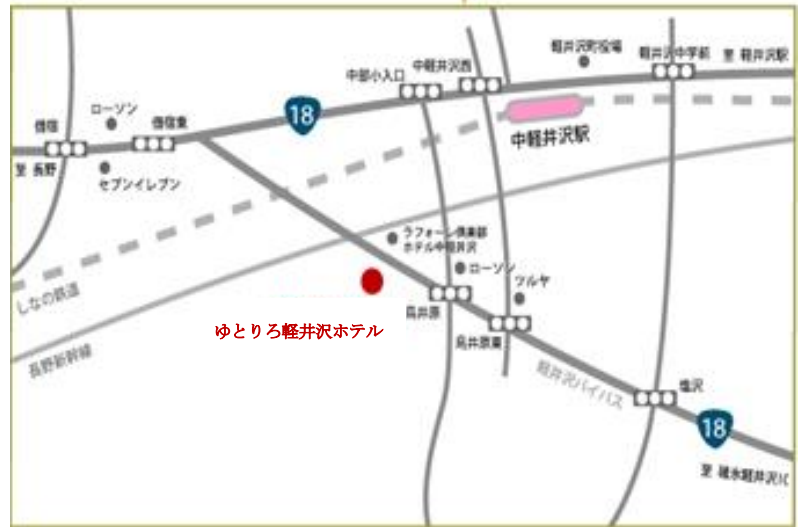 軽井沢町役場
軽井沢中学前
至 軽井沢駅
中部小入口
中軽井沢西
18
ローソン
借宿
借宿東
中軽井沢駅
至 長野
セブンイレブン
ラフォーレ倶楽部
ホテル中軽井沢
ローソン
ツルヤ
しなの鉄道
鳥井原
ゆとりろ軽井沢ホテル
鳥井原東
長野新幹線
軽井沢バイパス
塩沢
18
至 碓氷軽井沢IC